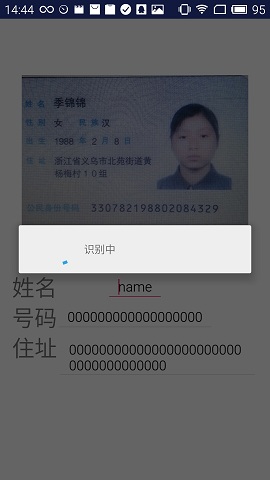 14:44 95
姓名 季锦锦
性别 女 民族 汉
出生 1988 年 2 月 8 日
住址 浙江省义乌市北苑街道黄
杨梅村10组
公民身份号码 330782198802084329
识别中
姓名 name
号码 000000000000000000
住址 00000000000000000000000
0000000000000